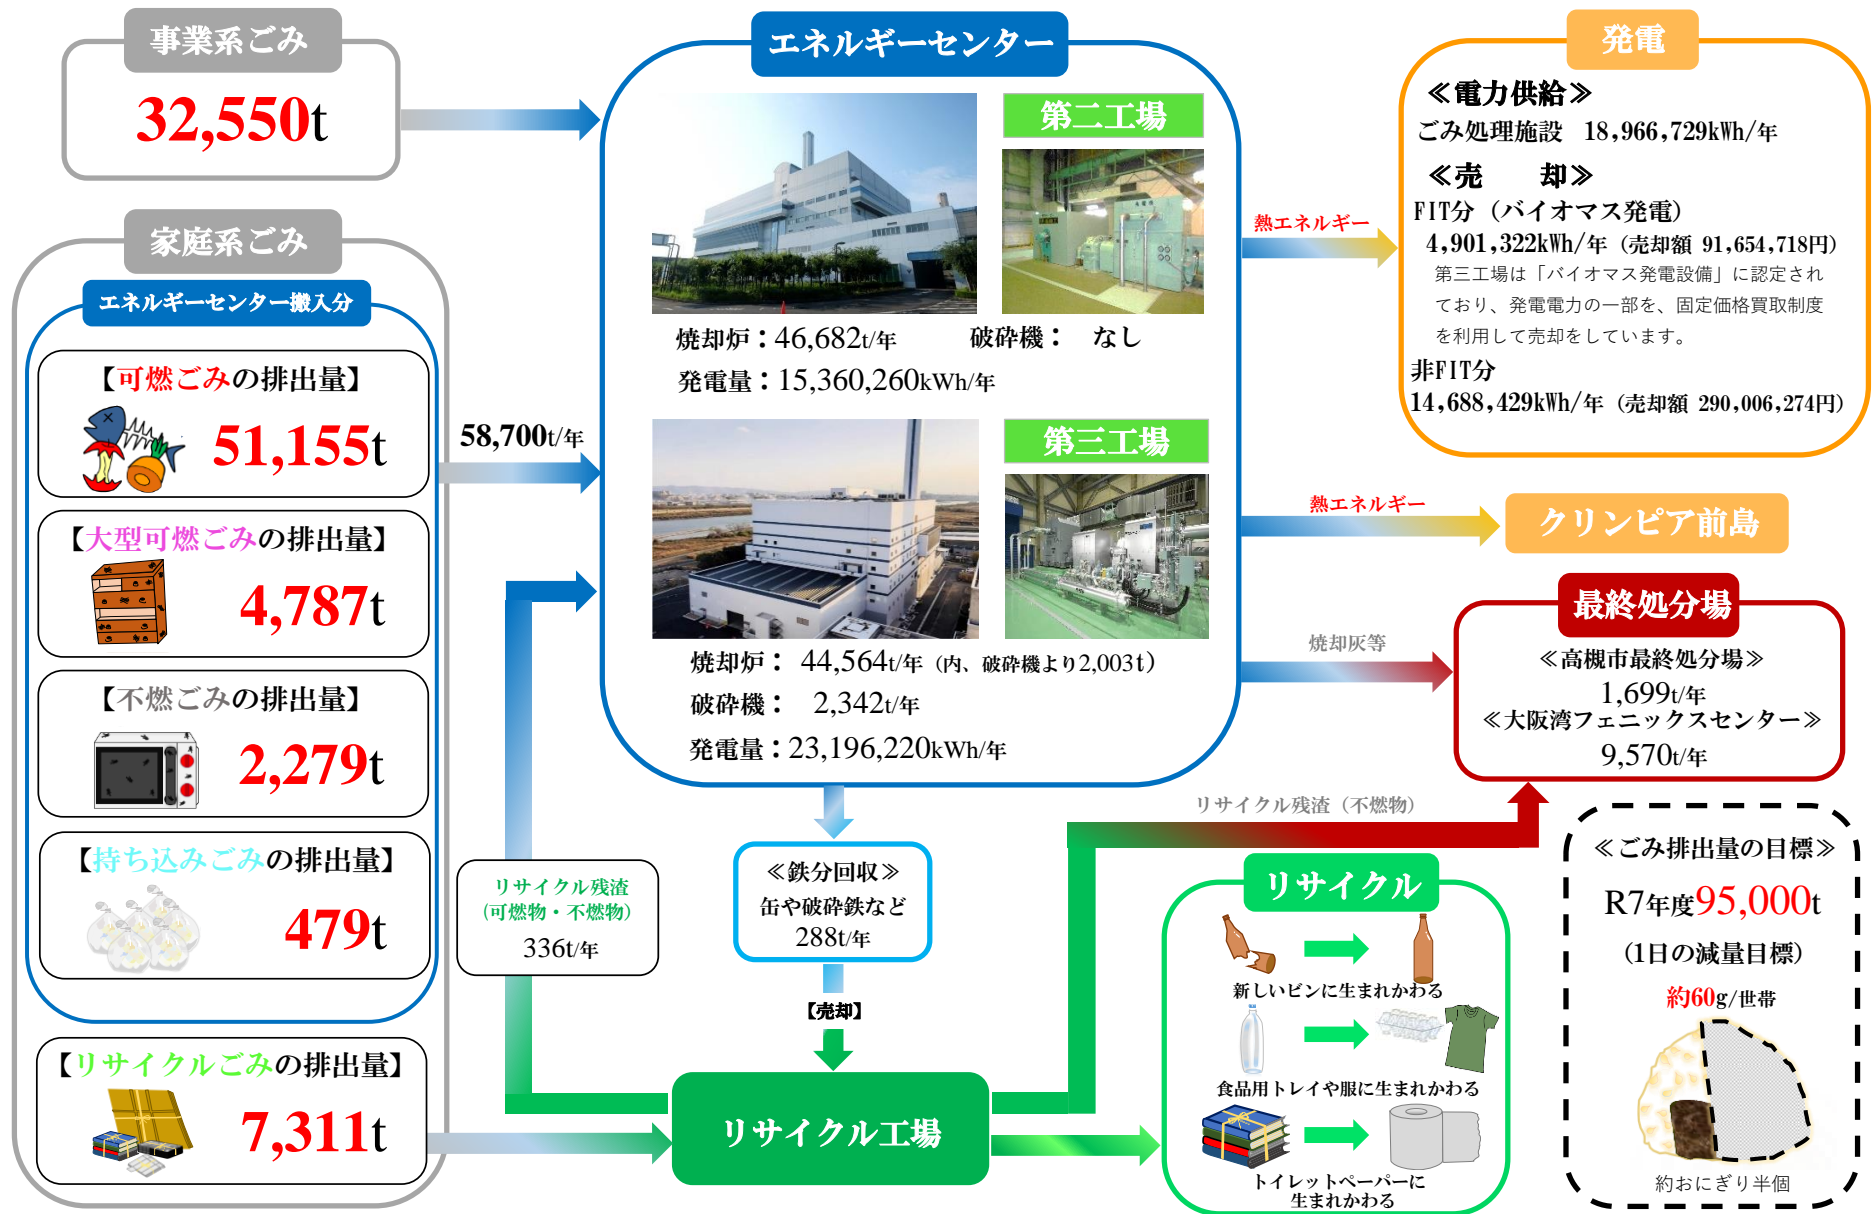 事業系ごみ
32,550t
家庭系ごみ
エネルギーセンター搬入分
【可燃ごみの排出量】
51,155t
【大型可燃ごみの排出量】
4,787t
【不燃ごみの排出量】
2,279t
【持ち込みごみの排出量】
479t
【リサイクルごみの排出量】
7,311t
58,700t/年
リサイクル残渣
(可燃物・不燃物)
336t/年
エネルギーセンター
第二工場
焼却炉：46,682t/年 破砕機： なし
発電量：15,360,260kWh/年
第三工場
焼却炉： 44,564t/年（内、破砕機より2,003t）
破砕機： 2,342t/年
発電量：23,196,220kWh/年
≪鉄分回収≫
缶や破砕鉄など
288t/年
【売却】
リサイクル工場
熱エネルギー
発電
≪電力供給≫
ごみ処理施設 18,966,729kWh/年
≪売 却≫
FIT分（バイオマス発電）
4,901,322kWh/年（売却額 91,654,718円）
第三工場は「バイオマス発電設備」に認定され
ており、発電電力の一部を、固定価格買取制度
を利用して売却をしています。
非FIT分
14,688,429kWh/年（売却額 290,006,274円）
熱エネルギー
クリンピア前島
焼却灰等
最終処分場
≪高槻市最終処分場≫
1,699t/年
≪大阪湾フェニックスセンター≫
9,570t/年
リサイクル残渣（不燃物）
リサイクル
新しいビンに生まれかわる
食品用トレイや服に生まれかわる
トイレットペーパーに
生まれかわる
≪ごみ排出量の目標≫
R7年度95,000t
(1日の減量目標)
約60g/世帯
約おにぎり半個